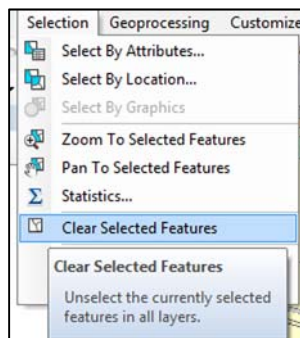 Selection Geoprocessing Customize
Select By Attributes...
Select By Location...
Select By Graphics
Zoom To Selected Features
Pan To Selected Features
Σ Statistics...
Clear Selected Features
Clear Selected Features
Unselect the currently selected
features in all layers.